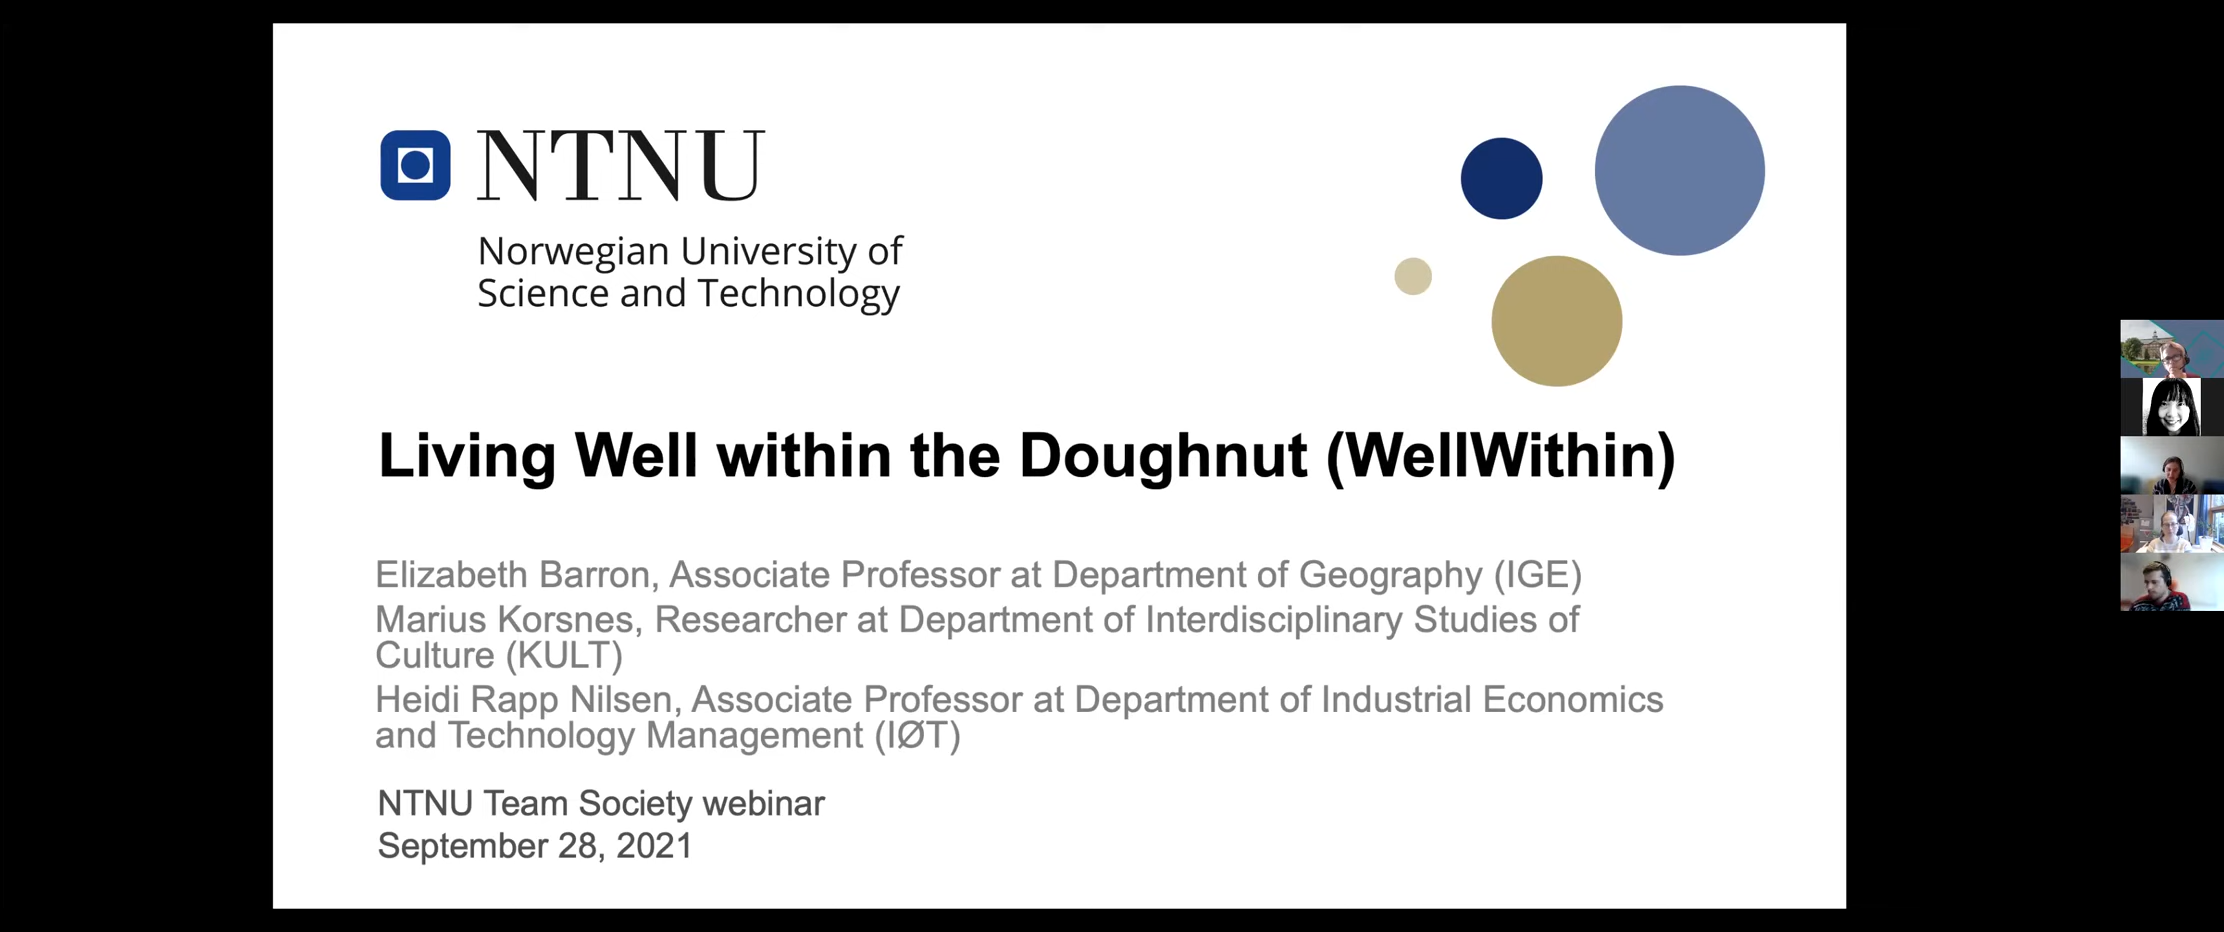 NTNU
Norwegian University of
Science and Technology
Living Well within the Doughnut (WellWithin)
Elizabeth Barron, Associate Professor at Department of Geography (IGE)
Marius Korsnes, Researcher at Department of Interdisciplinary Studies of
Culture (KULT)
Heidi Rapp Nilsen, Associate Professor at Department of Industrial Economics
and Technology Management (IØT)
NTNU Team Society webinar
September 28, 2021